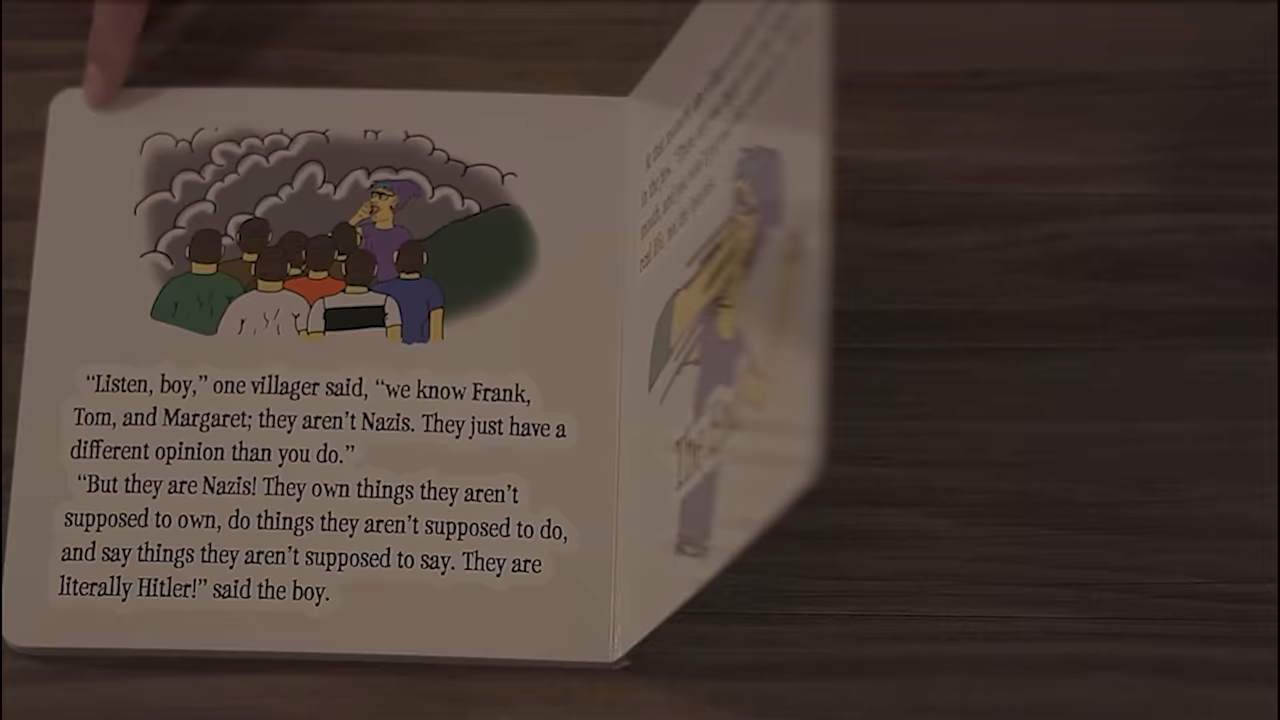 “Listen, boy,” one villager said, “we know Frank,
Tom, and Margaret; they aren’t Nazis. They just have a
different opinion than you do.”
“But they are Nazis! They own things they aren’t
supposed to own, do things they aren’t supposed to do,
and say things they aren’t supposed to say. They are
literally Hitler!” said the boy.